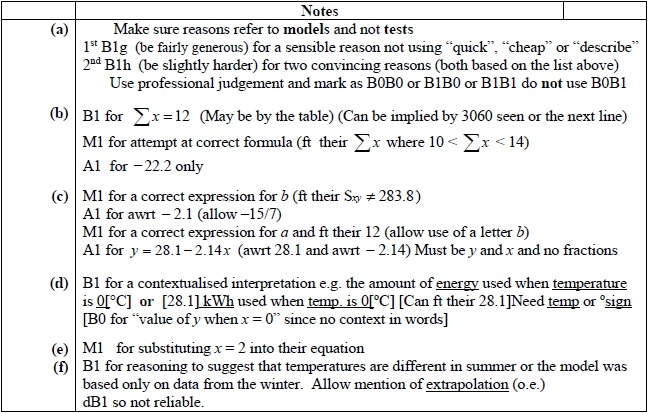 Notes
(a) Make sure reasons refer to models and not tests
1st B1g (be fairly generous) for a sensible reason not using “quick”, “cheap” or “describe”
2nd B1h (be slightly harder) for two convincing reasons (both based on the list above)
Use professional judgement and mark as B0B0 or B1B0 or B1B1 do not use B0B1
(b) B1 for ∑x = 12 (May be by the table) (Can be implied by 3060 seen or the next line)
M1 for attempt at correct formula (ft their ∑x where 10 < ∑x < 14)
A1 for −22.2 only
(c) M1 for a correct expression for b (ft their Sxy ≠ 283.8)
A1 for awrt − 2.1 (allow −15/7)
M1 for a correct expression for a and ft their 12 (allow use of a letter b)
A1 for y = 28.1 − 2.14x (awrt 28.1 and awrt − 2.14) Must be y and x and no fractions
(d) B1 for a contextualised interpretation e.g. the amount of energy used when temperature
is 0[°C] or [28.1] kWh used when temp. is 0[°C] [Can ft their 28.1]Need temp or °sign
[B0 for “value of y when x = 0” since no context in words]
(e) M1 for substituting x = 2 into their equation
(f) B1 for reasoning to suggest that temperatures are different in summer or the model was
based only on data from the winter. Allow mention of extrapolation (o.e.)
dB1 so not reliable.